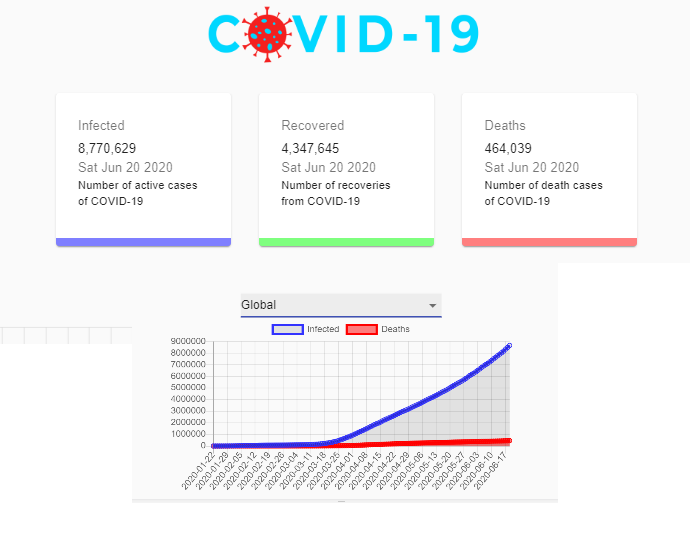 COVID-19
Infected
8,770,629
Sat Jun 20 2020
Number of active cases
of COVID-19
Recovered
4,347,645
Sat Jun 20 2020
Number of recoveries
from COVID-19
Deaths
464,039
Sat Jun 20 2020
Number of death cases
of COVID-19
Global
Infected
Deaths
9000000
8000000
7000000
6000000
5000000
4000000
3000000
2000000
1000000
0
2020-01-22
2020-01-29
2020-02-05
2020-02-12
2020-02-19
2020-02-26
2020-03-04
2020-03-11
2020-03-18
2020-03-25
2020-04-01
2020-04-08
2020-04-15
2020-04-22
2020-04-29
2020-05-06
2020-05-13
2020-05-20
2020-05-27
2020-06-03
2020-06-10
2020-06-17